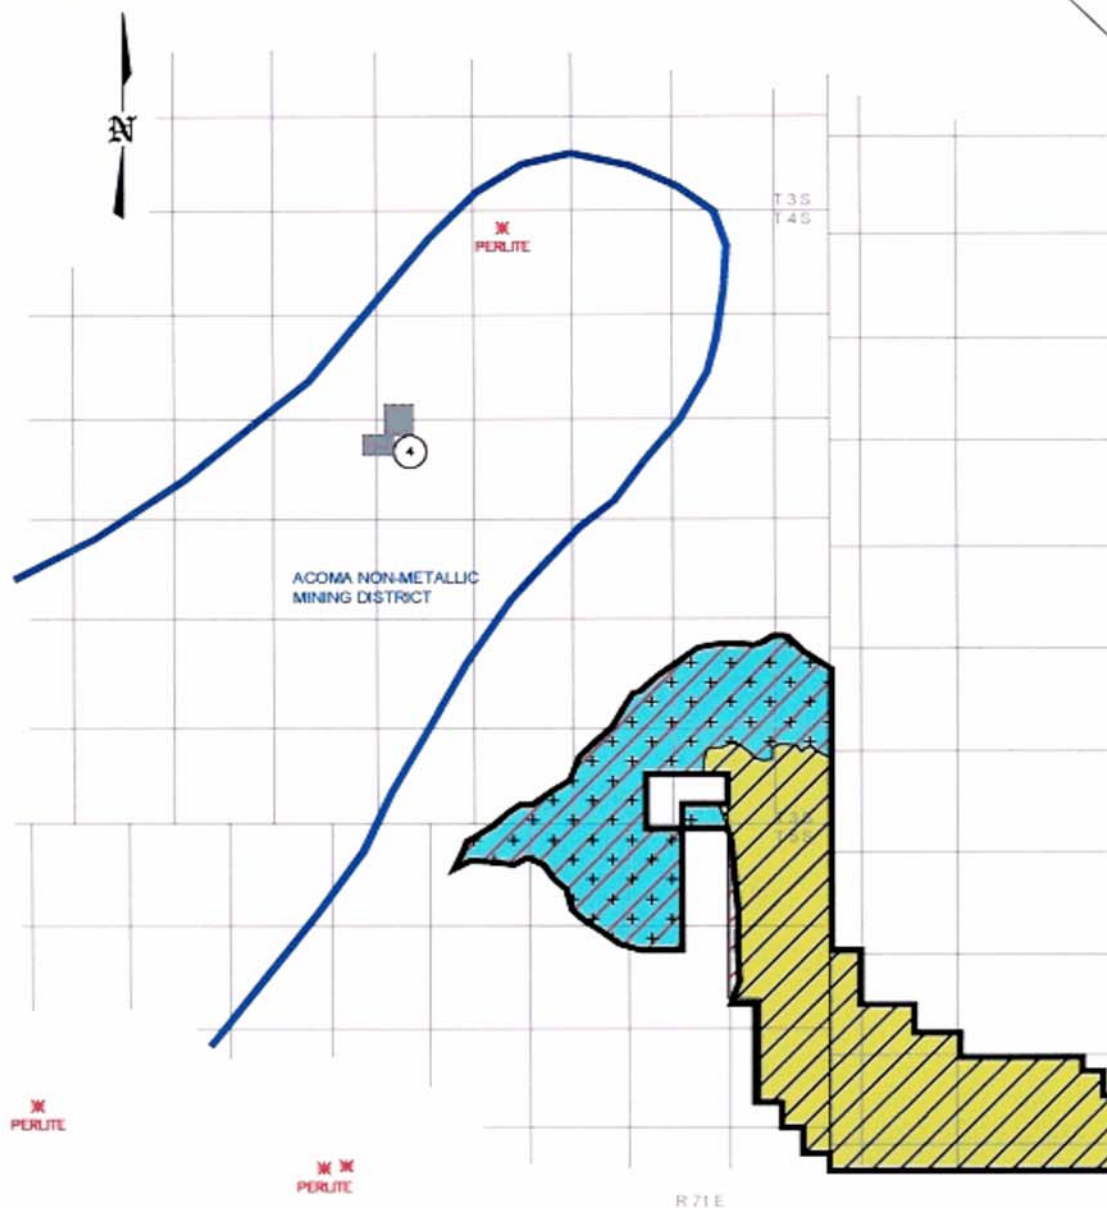 N
T 3 S
T 4 S
PERLITE
4
ACOMA NON-METALLIC
MINING DISTRICT
PERLITE
PERLITE
R 71 E